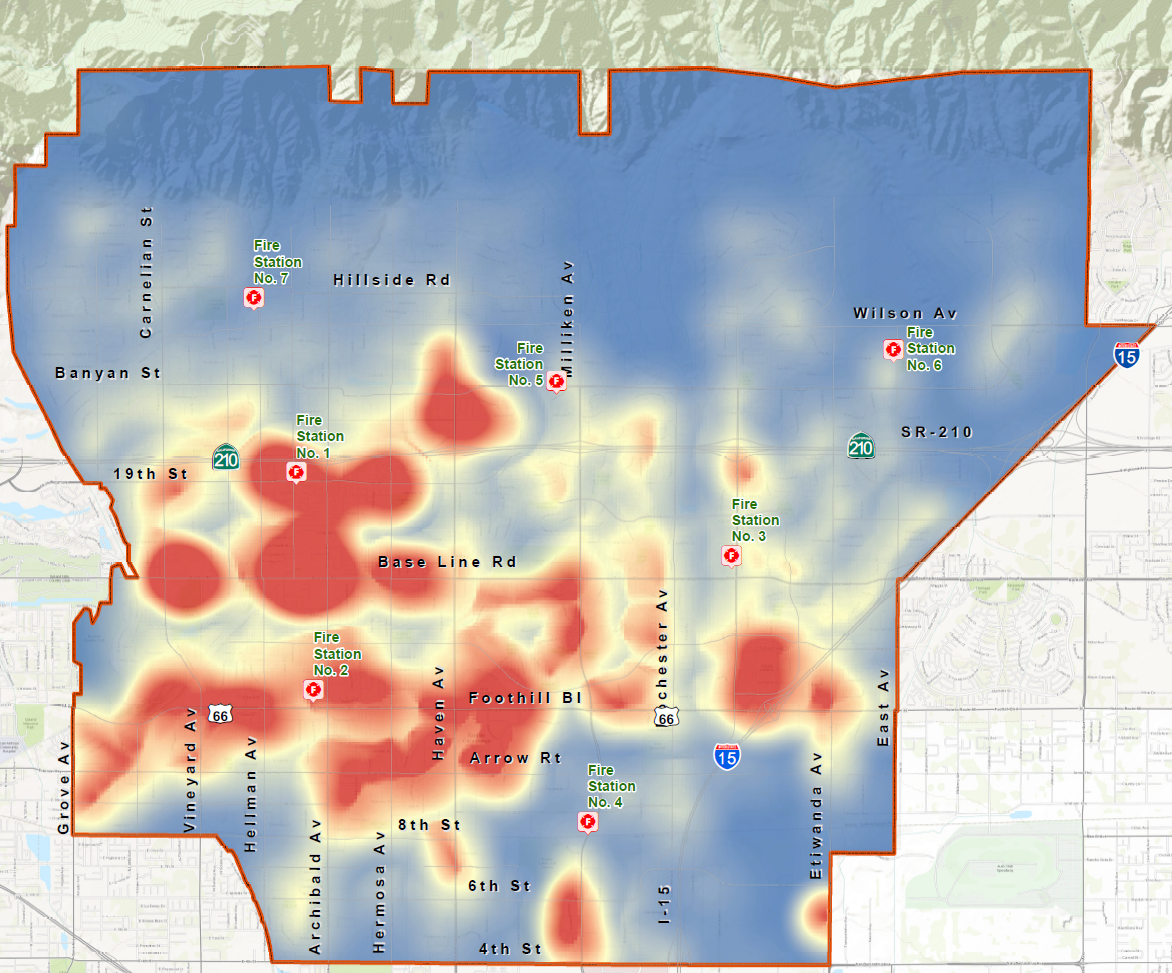 Carnelian St
Fire
Station
No. 7
Hillside Rd
Milliken Av
Wilson Av
Fire
Station
No. 6
15
Fire
Station
No. 5
Banyan St
Fire
Station
No. 1
210
SR-210
210
19th St
Fire
Station
No. 3
Base Line Rd
Fire
Station
No. 2
Foothill Bl
66
66
Haven Av
East Av
Vineyard Av
Grove Av
Hellman Av
Arrow Rt
15
Fire
Station
No. 4
Etiwanda Av
8th St
Archibald Av
Hermosa Av
6th St
I-15
4th St